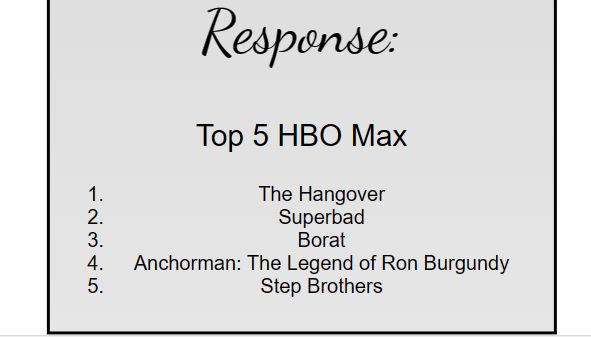 Response:
Top 5 HBO Max
1. The Hangover
2. Superbad
3. Borat
4. Anchorman: The Legend of Ron Burgundy
5. Step Brothers